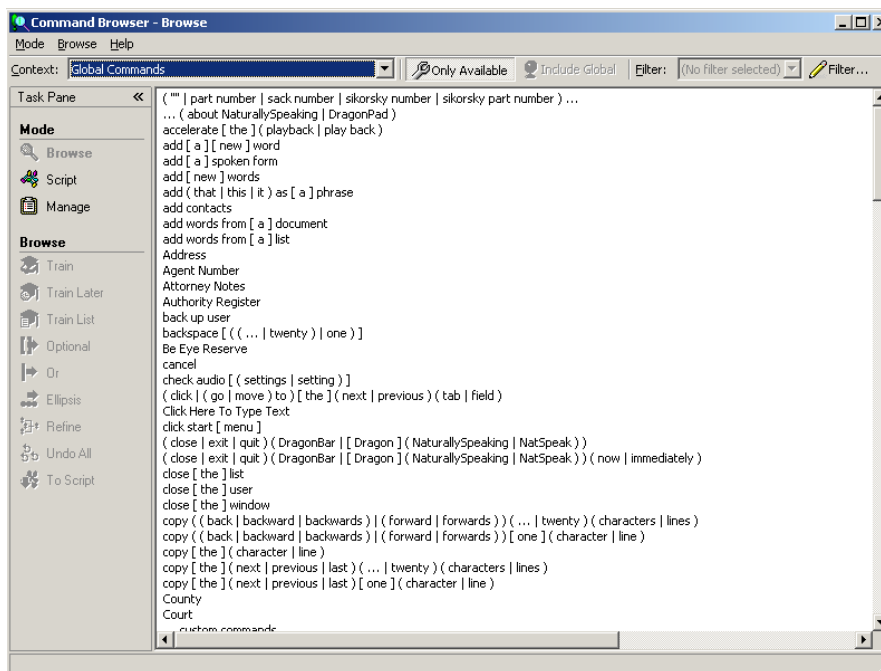 Command Browser - Browse
Mode Browse Help
Context: Global Commands Only Available Include Global Filter: (No filter selected) Filter...
Task Pane «
Mode
Browse
Script
Manage
Browse
Train
Train Later
Train List
Optional
Or
Ellipsis
Refine
Undo All
To Script
( "" | part number | sack number | sikorsky number | sikorsky part number ) ...
... ( about NaturallySpeaking | DragonPad )
accelerate [ the ] ( playback | play back )
add [ a ] [ new ] word
add [ a ] spoken form
add [ new ] words
add ( that | this | it ) as [ a ] phrase
add contacts
add words from [ a ] document
add words from [ a ] list
Address
Agent Number
Attorney Notes
Authority Register
back up user
backspace [ ( ( ... | twenty ) | one ) ]
Be Eye Reserve
cancel
check audio [ ( settings | setting ) ]
( click | ( go | move ) to ) [ the ] ( next | previous ) ( tab | field )
Click Here To Type Text
click start [ menu ]
( close | exit | quit ) ( DragonBar | [ Dragon ] ( NaturallySpeaking | NatSpeak ) )
( close | exit | quit ) ( DragonBar | [ Dragon ] ( NaturallySpeaking | NatSpeak ) ) ( now | immediately )
close [ the ] list
close [ the ] user
close [ the ] window
copy ( ( back | backward | backwards ) | ( forward | forwards ) ) ( ... | twenty ) ( characters | lines )
copy ( ( back | backward | backwards ) | ( forward | forwards ) ) [ one ] ( character | line )
copy [ the ] ( character | line )
copy [ the ] ( next | previous | last ) ( ... | twenty ) ( characters | lines )
copy [ the ] ( next | previous | last ) [ one ] ( character | line )
County
Court
custom commands